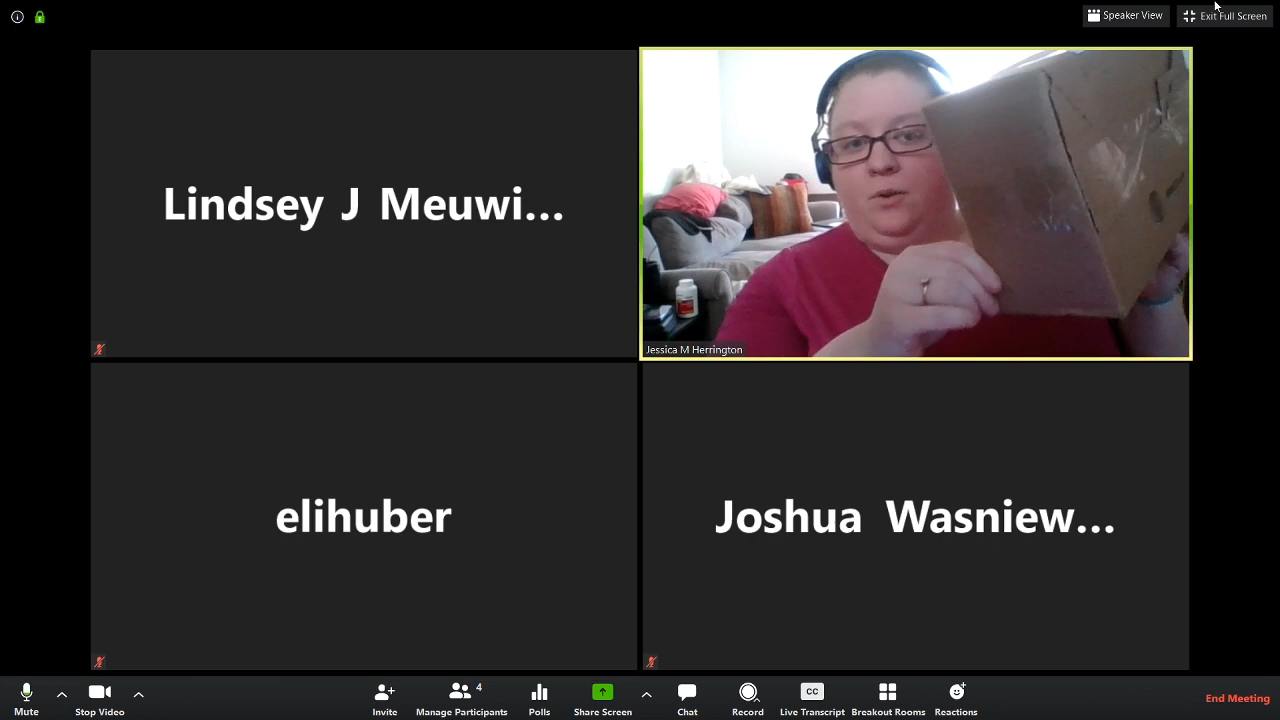 Speaker View
Exit Full Screen
Lindsey J Meuwi...
Jessica M Herrington
elihuber
Joshua Wasniew...
Mute
Stop Video
Invite
Manage Participants
4
Polls
Share Screen
Chat
Record
CC
Live Transcript
Breakout Rooms
Reactions
End Meeting